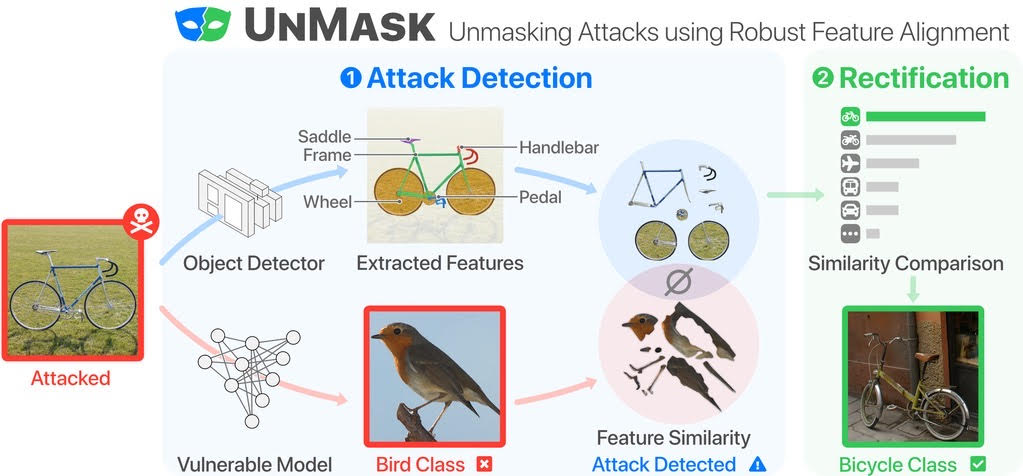 UNMASK Unmasking Attacks using Robust Feature Alignment
1 Attack Detection
2 Rectification
Saddle
Frame
Wheel
Handlebar
Pedal
Object Detector
Extracted Features
Similarity Comparison
Attacked
Vulnerable Model
Bird Class
∅
Feature Similarity
Attack Detected
Bicycle Class